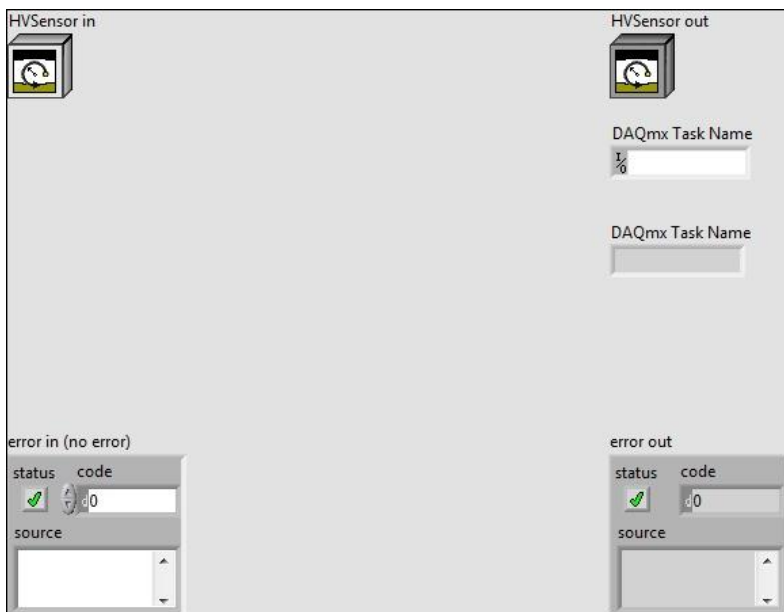 HVSensor in
HVSensor out
DAQmx Task Name
I/O
DAQmx Task Name
error in (no error)
error out
status code
d 0
source
status code
d 0
source